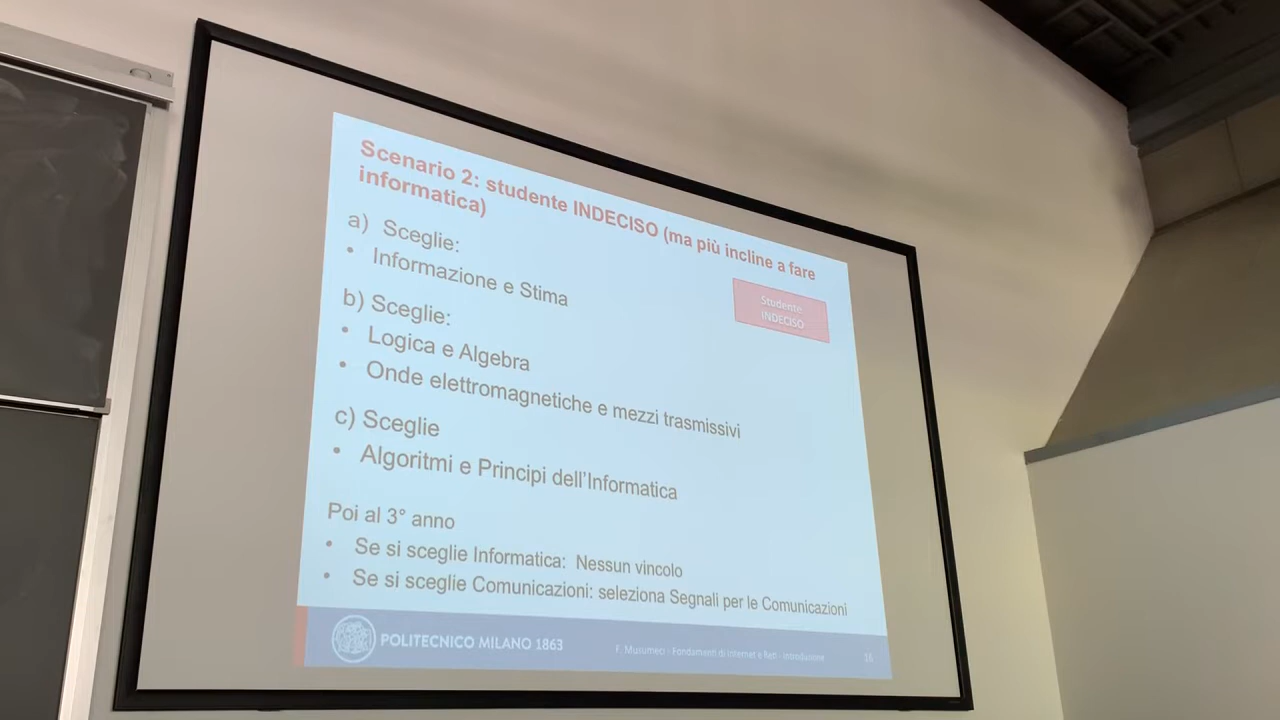 Scenario 2: studente INDECISO (ma più incline a fare
informatica)
a) Sceglie:
• Informazione e Stima
Studente
INDECISO
b) Sceglie:
• Logica e Algebra
• Onde elettromagnetiche e mezzi trasmissivi
c) Sceglie
• Algoritmi e Principi dell'Informatica
Poi al 3° anno
• Se si sceglie Informatica: Nessun vincolo
• Se si sceglie Comunicazioni: seleziona Segnali per le Comunicazioni
POLITECNICO MILANO 1863
F. Musumeci - Fondamenti di Internet e Reti - Introduzione
16